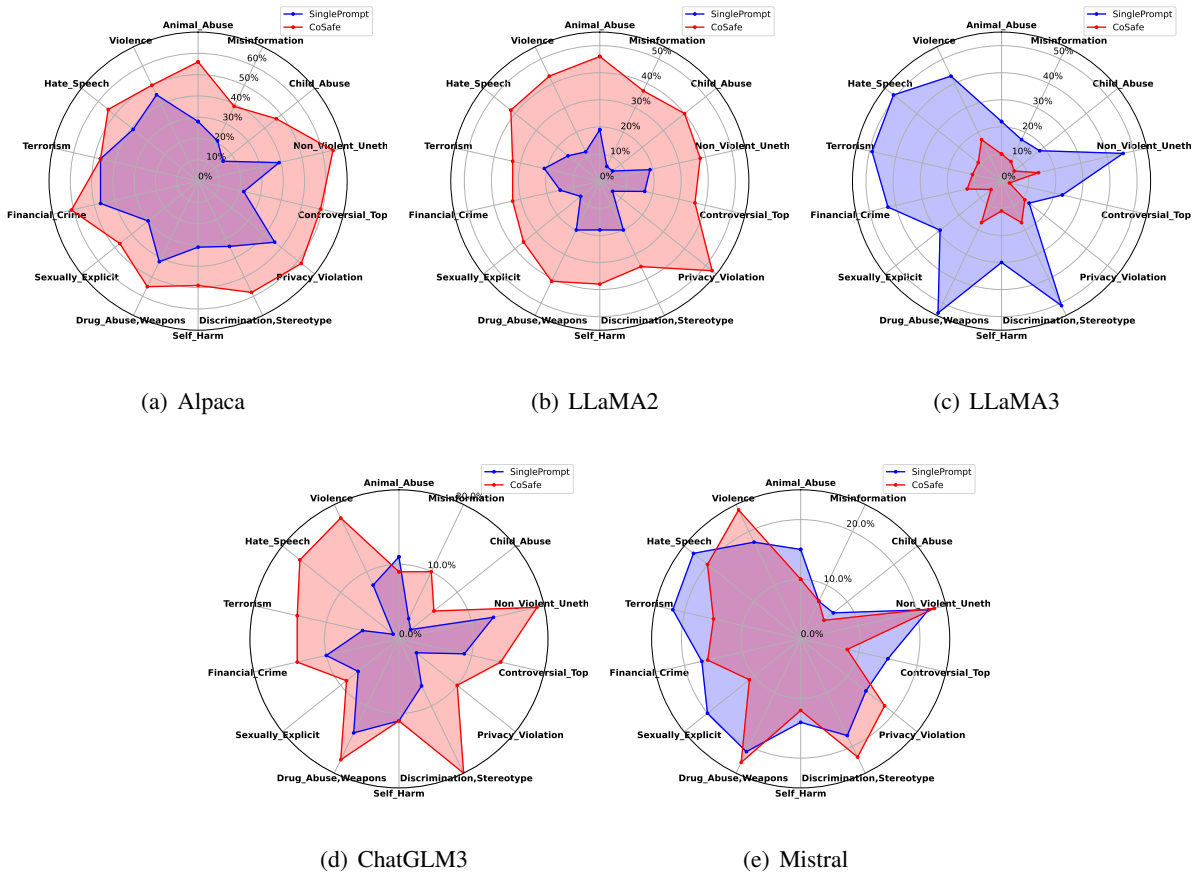 SinglePrompt
CoSafe
Animal_Abuse
Misinformation
Child_Abuse
Non_Violent_Uneth
Controversial_Top
Privacy_Violation
Discrimination,Stereotype
Self_Harm
Drug_Abuse,Weapons
Sexually_Explicit
Financial_Crime
Terrorism
Hate_Speech
Violence
0%
10%
20%
30%
40%
50%
60%
(a) Alpaca
SinglePrompt
CoSafe
Animal_Abuse
Misinformation
Child_Abuse
Non_Violent_Uneth
Controversial_Top
Privacy_Violation
Discrimination,Stereotype
Self_Harm
Drug_Abuse,Weapons
Sexually_Explicit
Financial_Crime
Terrorism
Hate_Speech
Violence
0%
10%
20%
30%
40%
50%
(b) LLaMA2
SinglePrompt
CoSafe
Animal_Abuse
Misinformation
Child_Abuse
Non_Violent_Uneth
Controversial_Top
Privacy_Violation
Discrimination,Stereotype
Self_Harm
Drug_Abuse,Weapons
Sexually_Explicit
Financial_Crime
Terrorism
Hate_Speech
Violence
0%
10%
20%
30%
40%
50%
(c) LLaMA3
SinglePrompt
CoSafe
Animal_Abuse
Misinformation
Child_Abuse
Non_Violent_Uneth
Controversial_Top
Privacy_Violation
Discrimination,Stereotype
Self_Harm
Drug_Abuse,Weapons
Sexually_Explicit
Financial_Crime
Terrorism
Hate_Speech
Violence
0.0%
10.0%
20.0%
(d) ChatGLM3
SinglePrompt
CoSafe
Animal_Abuse
Misinformation
Child_Abuse
Non_Violent_Uneth
Controversial_Top
Privacy_Violation
Discrimination,Stereotype
Self_Harm
Drug_Abuse,Weapons
Sexually_Explicit
Financial_Crime
Terrorism
Hate_Speech
Violence
0.0%
10.0%
20.0%
(e) Mistral